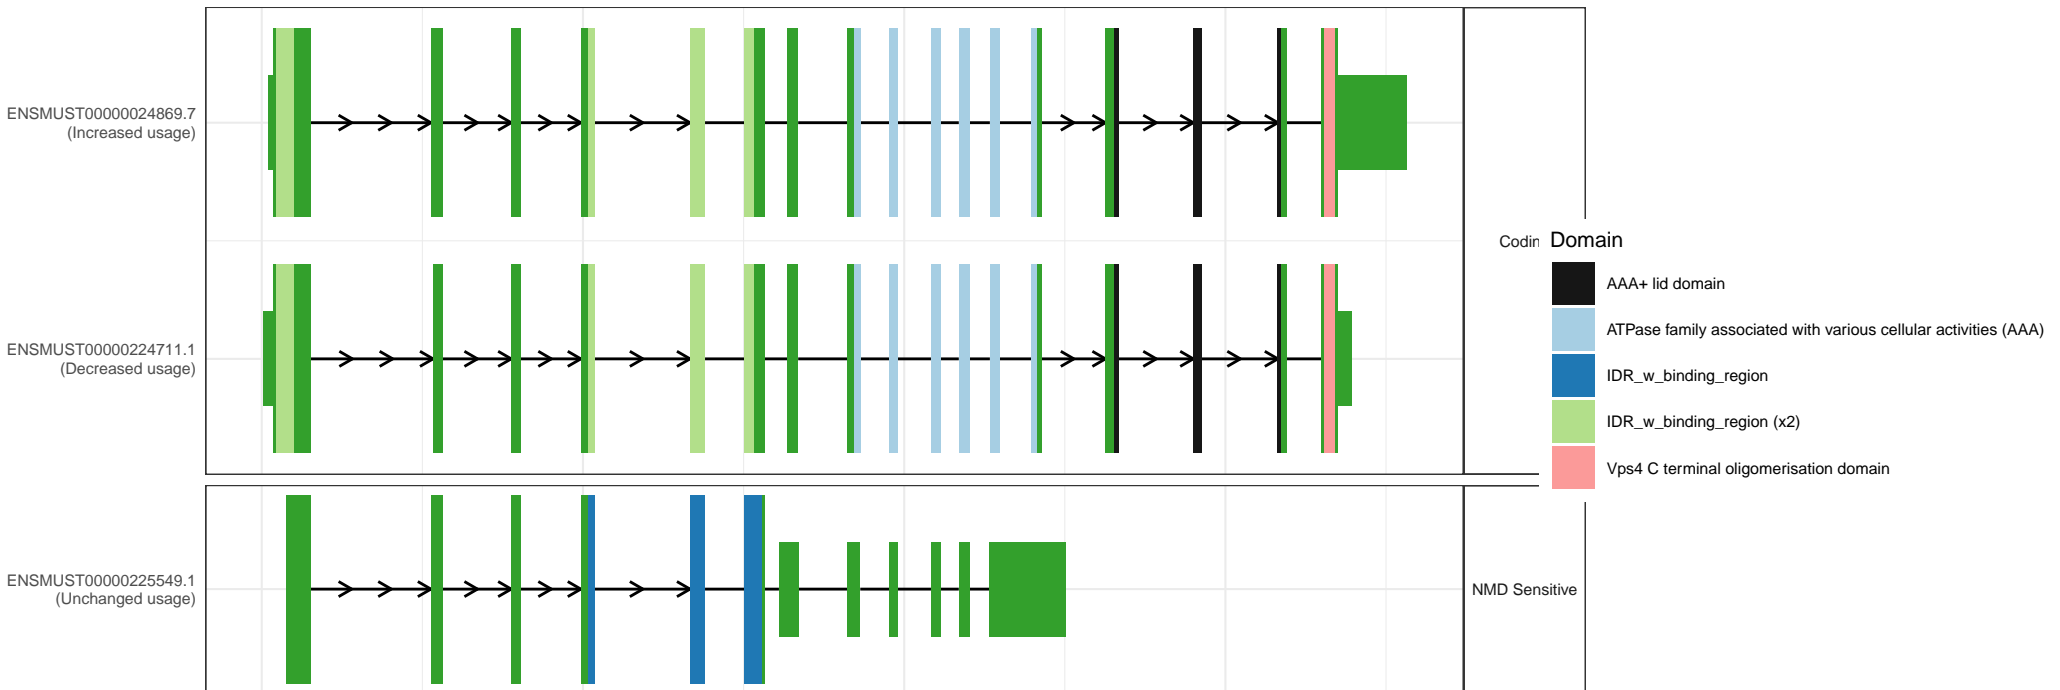 ENSMUST00000024869.7
(Increased usage)
ENSMUST00000224711.1
(Decreased usage)
ENSMUST00000225549.1
(Unchanged usage)
Codin
NMD Sensitive
Domain
AAA+ lid domain
ATPase family associated with various cellular activities (AAA)
IDR_w_binding_region
IDR_w_binding_region (x2)
Vps4 C terminal oligomerisation domain